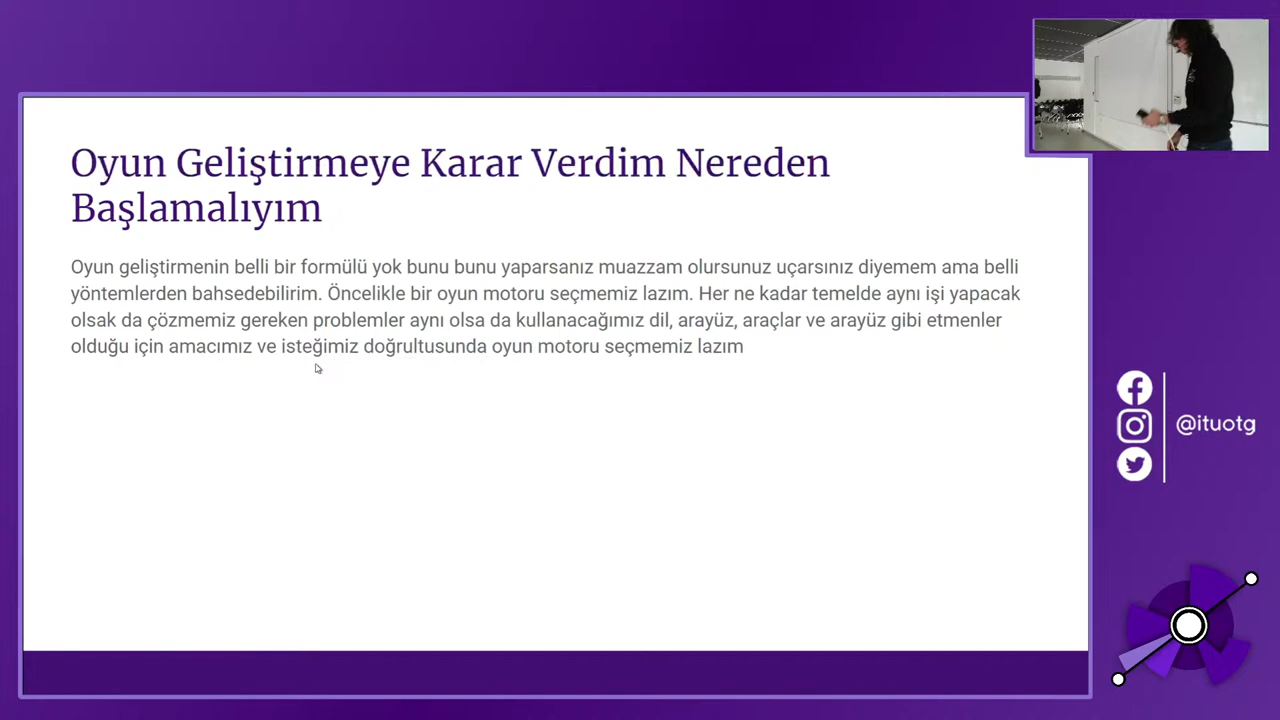 Oyun Geliştirmeye Karar Verdim Nereden
Başlamalıyım
Oyun geliştirmenin belli bir formülü yok bunu bunu yaparsanız muazzam olursunuz uçarsınız diyemem ama belli
yöntemlerden bahsedebilirim. Öncelikle bir oyun motoru seçmemiz lazım. Her ne kadar temelde aynı işi yapacak
olsak da çözmemiz gereken problemler aynı olsa da kullanacağımız dil, arayüz, araçlar ve arayüz gibi etmenler
olduğu için amacımız ve isteğimiz doğrultusunda oyun motoru seçmemiz lazım
@ituotg